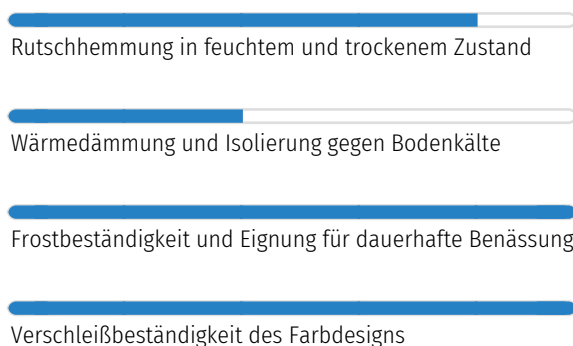 Rutschhemmung in feuchtem und trockenem Zustand
Wärmedämmung und Isolierung gegen Bodenkälte
Frostbeständigkeit und Eignung für dauerhafte Benässung
Verschleißbeständigkeit des Farbdesigns